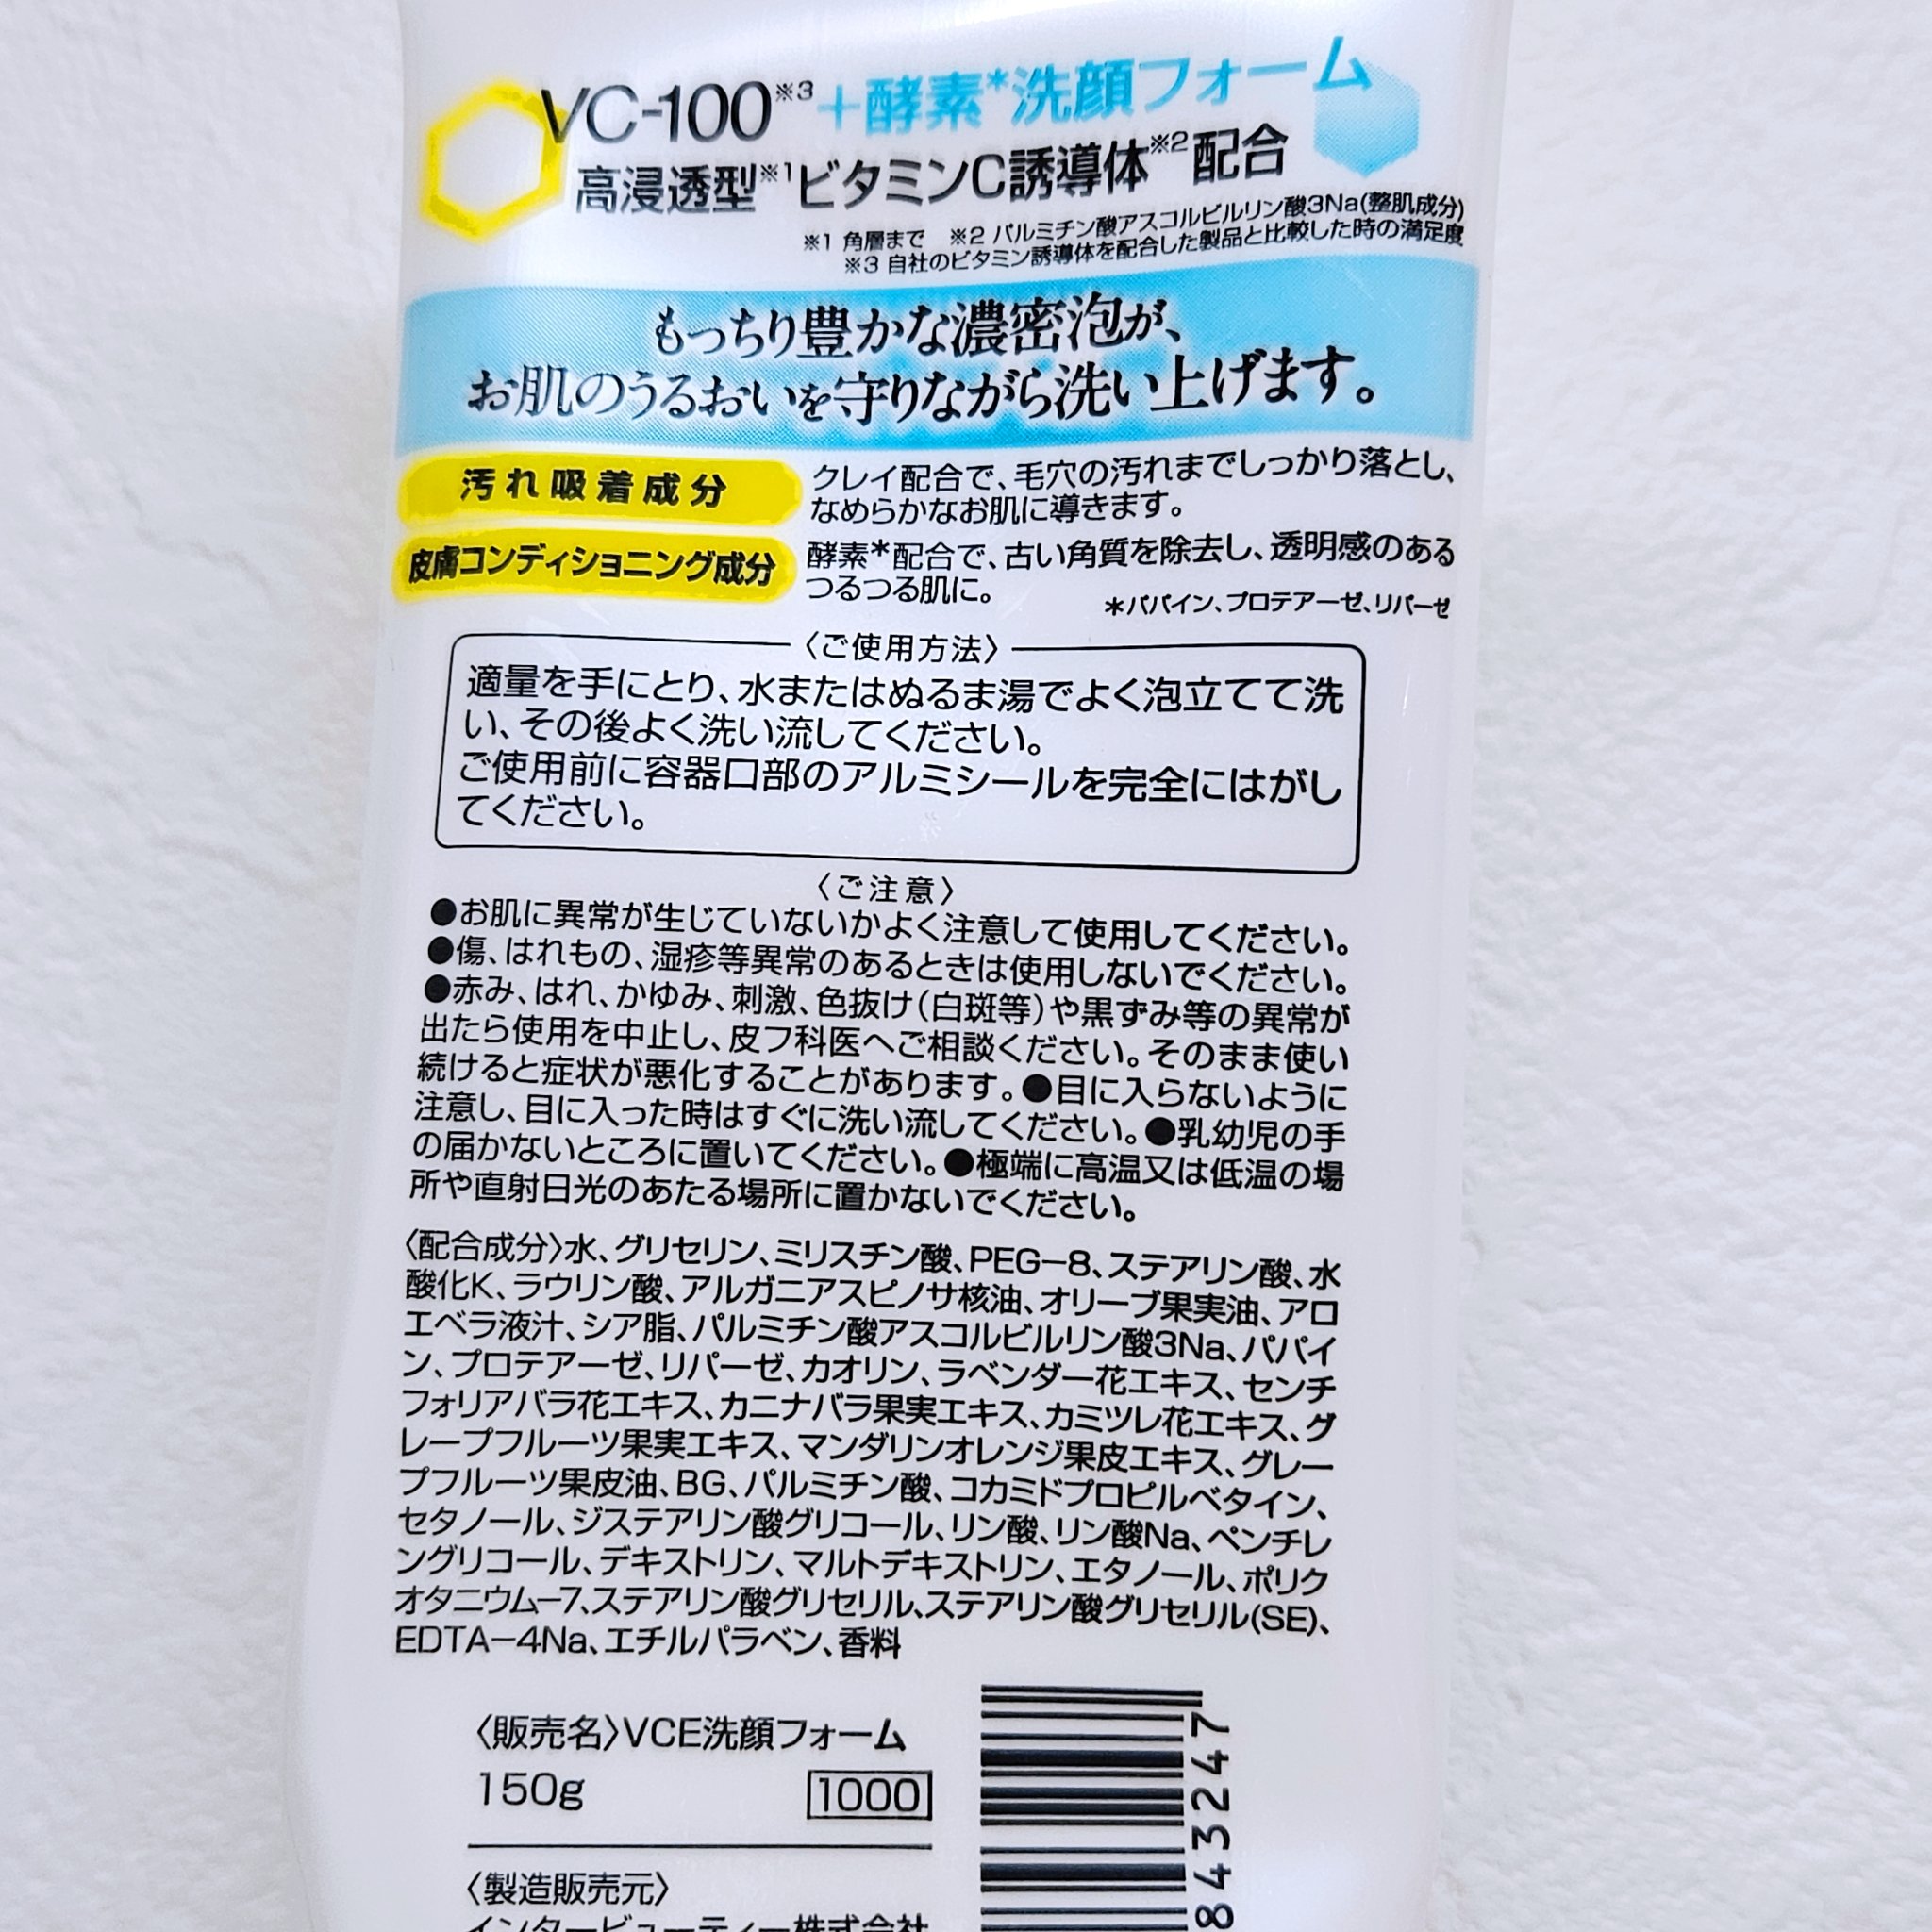 VC-100※3+酵素*洗顔フォーム
高浸透型※1ビタミンC誘導体※2配合
※1 角層まで ※2 パルミチン酸アスコルビルリン酸3Na(整肌成分)
※3 自社のビタミン誘導体を配合した製品と比較した時の満足度
もっちり豊かな濃密泡が、
お肌のうるおいを守りながら洗い上げます。
汚れ吸着成分
クレイ配合で、毛穴の汚れまでしっかり落とし、
なめらかなお肌に導きます。
皮膚コンディショニング成分
酵素*配合で、古い角質を除去し、透明感のある
つるつる肌に。
*パパイン、プロテアーゼ、リパーゼ
〈ご使用方法〉
適量を手にとり、水またはぬるま湯でよく泡立てて洗
い、その後よく洗い流してください。
ご使用前に容器口部のアルミシールを完全にはがし
てください。
〈ご注意〉
●お肌に異常が生じていないかよく注意して使用してください。
●傷、はれもの、湿疹等異常のあるときは使用しないでください。
●赤み、はれ、かゆみ、刺激、色抜け(白斑等)や黒ずみ等の異常が
出たら使用を中止し、皮フ科医へご相談ください。そのまま使い
続けると症状が悪化することがあります。●目に入らないように
注意し、目に入った時はすぐに洗い流してください。●乳幼児の手
の届かないところに置いてください。●極端に高温又は低温の場
所や直射日光のあたる場所に置かないでください。
〈配合成分〉水、グリセリン、ミリスチン酸、PEG-8、ステアリン酸、水
酸化K、ラウリン酸、アルガニアスピノサ核油、オリーブ果実油、アロ
エベラ液汁、シア脂、パルミチン酸アスコルビルリン酸3Na、パパイ
ン、プロテアーゼ、リパーゼ、カオリン、ラベンダー花エキス、センチ
フォリアバラ花エキス、カニナバラ果実エキス、カミツレ花エキス、グ
レープフルーツ果実エキス、マンダリンオレンジ果皮エキス、グレー
プフルーツ果皮油、BG、パルミチン酸、コカミドプロピルベタイン、
セタノール、ジステアリン酸グリコール、リン酸、リン酸Na、ペンチレ
ングリコール、デキストリン、マルトデキストリン、エタノール、ポリク
オタニウム-7、ステアリン酸グリセリル、ステアリン酸グリセリル(SE)、
EDTA-4Na、エチルパラベン、香料
〈販売名〉VCE洗顔フォーム
150g 1000
〈製造販売元〉
インタービューティー株式会社
843247